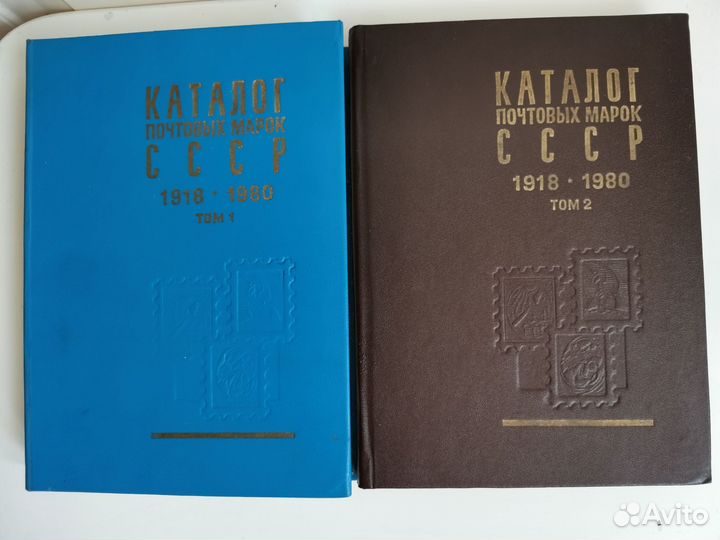 КАТАЛОГ
ПОЧТОВЫХ МАРОК
СССР
1918 • 1980
ТОМ 1
КАТАЛОГ
ПОЧТОВЫХ МАРОК
СССР
1918 • 1980
ТОМ 2
Avito